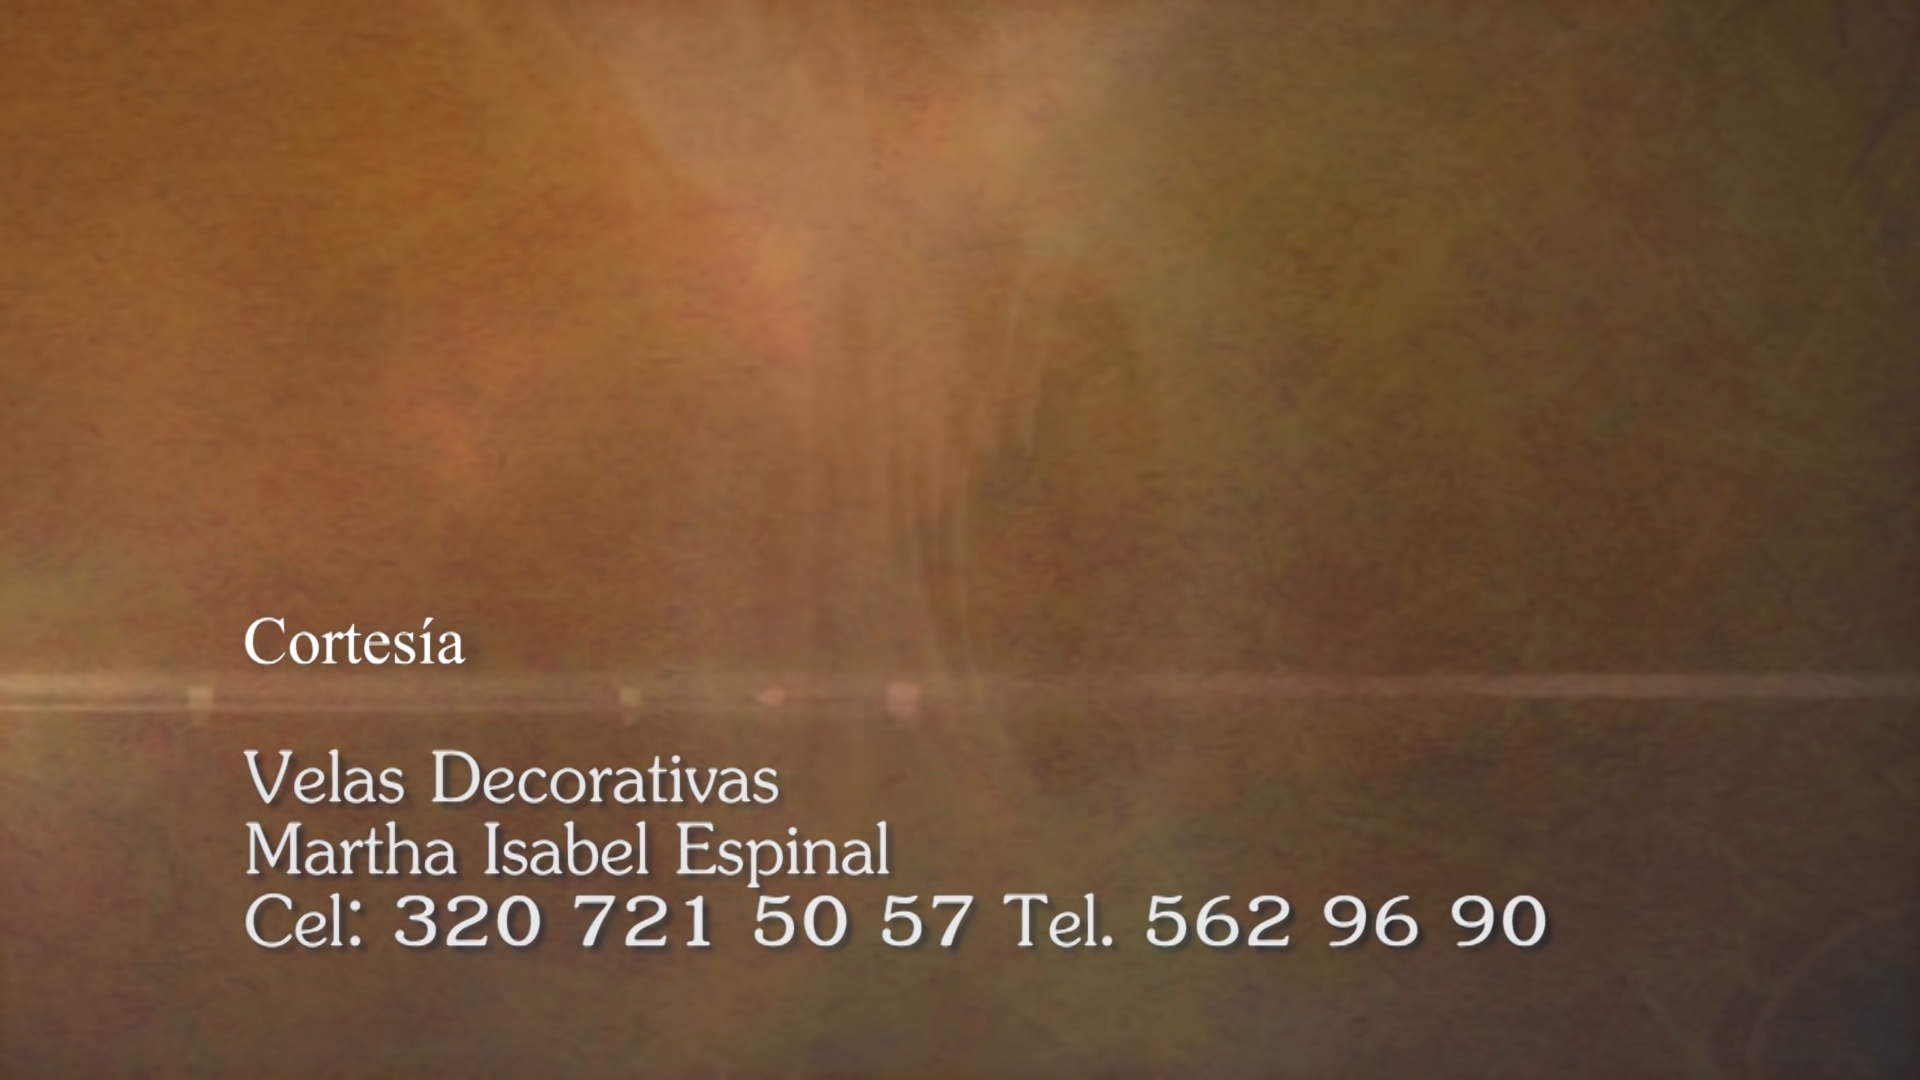 Cortesía
Velas Decorativas
Martha Isabel Espinal
Cel: 320 721 50 57 Tel. 562 96 90